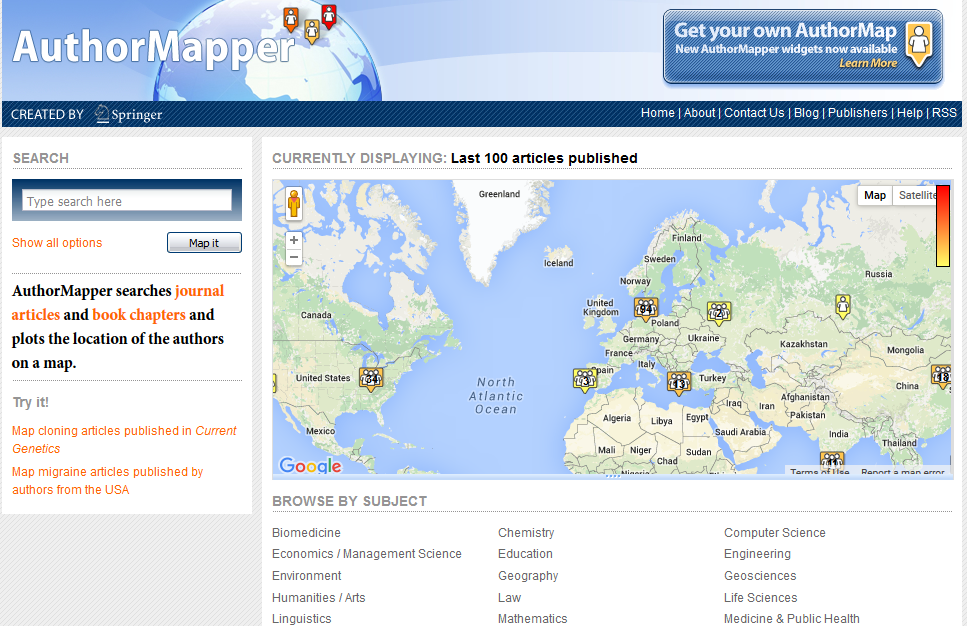 AuthorMapper
Get your own AuthorMap
New AuthorMapper widgets now available
Learn More
CREATED BY Springer
Home | About | Contact Us | Blog | Publishers | Help | RSS
SEARCH
Type search here
Show all options
Map it
AuthorMapper searches journal
articles and book chapters and
plots the location of the authors
on a map.
Try it!
Map cloning articles published in Current
Genetics
Map migraine articles published by
authors from the USA
CURRENTLY DISPLAYING: Last 100 articles published
Greenland
Map
Satellite
+
−
Finland
Iceland
Sweden
Russia
Norway
Canada
United
Kingdom
94
2
Poland
Germany
Ukraine
France
Kazakhstan
Italy
Mongolia
United States
34
3
Spain
13
Turkey
China
18
North
Atlantic
Ocean
Afghanistan
Iraq
Iran
Pakistan
Algeria
Libya
Egypt
Mexico
Saudi Arabia
India
Thailand
Mali
Niger
Sudan
Chad
11
Google
Terms of Use
Report a map error
BROWSE BY SUBJECT
Biomedicine
Chemistry
Computer Science
Economics / Management Science
Education
Engineering
Environment
Geography
Geosciences
Humanities / Arts
Law
Life Sciences
Linguistics
Mathematics
Medicine & Public Health